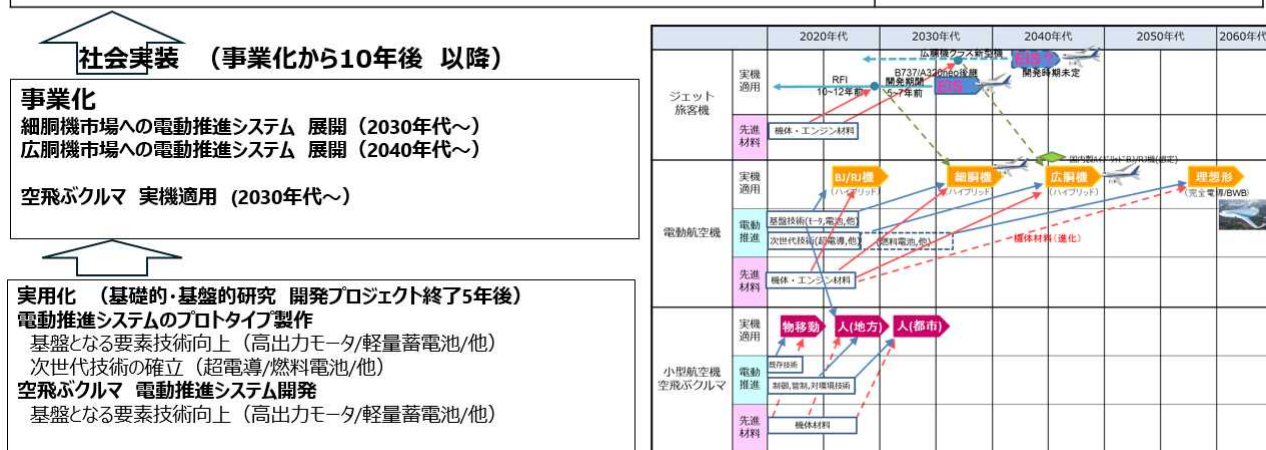 社会実装 （事業化から10年後 以降）
事業化
細胴機市場への電動推進システム 展開（2030年代～）
広胴機市場への電動推進システム 展開（2040年代～）
空飛ぶクルマ 実機適用 (2030年代～）
実用化 （基礎的・基盤的研究 開発プロジェクト終了5年後）
電動推進システムのプロトタイプ製作
基盤となる要素技術向上（高出力モータ/軽量蓄電池/他）
次世代技術の確立（超電導/燃料電池/他）
空飛ぶクルマ 電動推進システム開発
基盤となる要素技術向上（高出力モータ/軽量蓄電池/他）
2020年代 2030年代 2040年代 2050年代 2060年代
ジェット
旅客機
実機
適用
広胴機クラス新型機
EIS?
開発時期未定
RFI
10~12年前
B737/A320neo後継
開発期間
5~7年前
EIS
先進
材料
機体・エンジン材料
電動航空機
実機
適用
BJ/RJ機
(ハイブリッド)
細胴機
(ハイブリッド)
広胴機
(ハイブリッド)
理想形
(完全電動/BWB)
電動
推進
基盤技術(モータ,電池,他)
次世代技術(超電導,他)
(燃料電池,他)
機体材料(進化)
先進
材料
機体・エンジン材料
小型航空機
空飛ぶクルマ
実機
適用
物移動
人(地方)
人(都市)
電動
推進
既存技術
制御,管制,対環境技術
先進
材料
機体材料